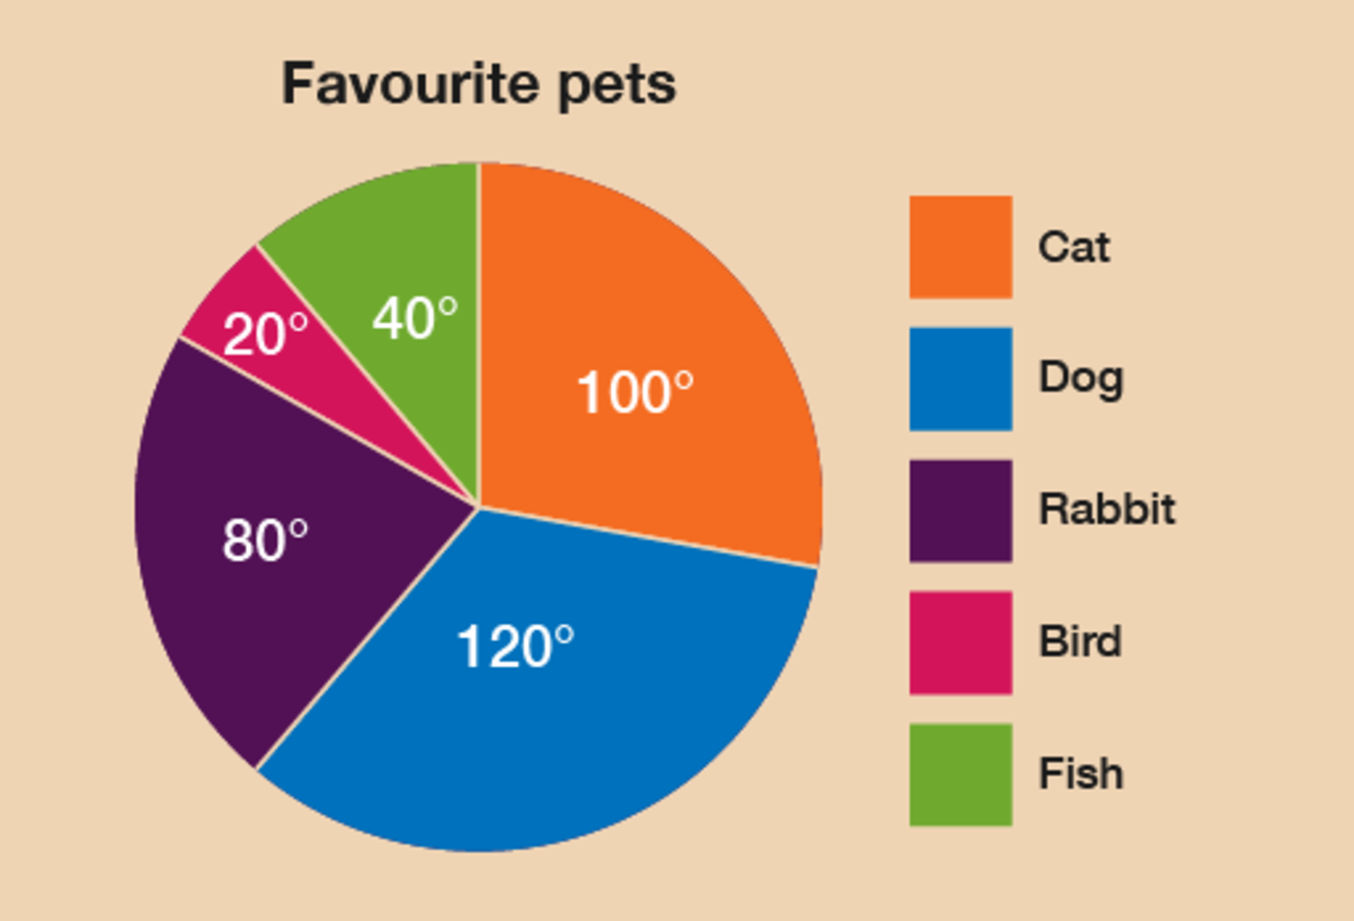 Favourite pets
40°
20°
100°
80°
120°
Cat
Dog
Rabbit
Bird
Fish